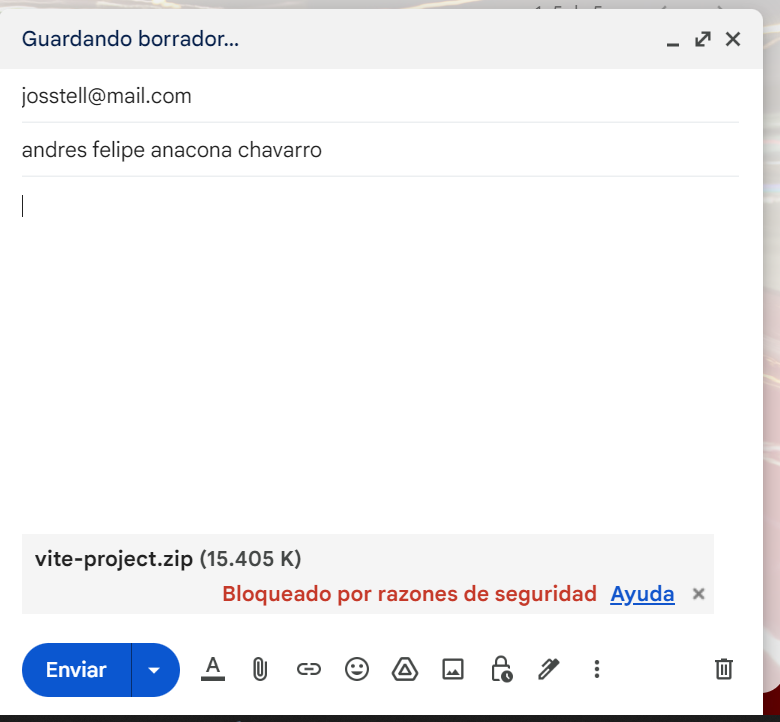 Guardando borrador...
josstell@mail.com
andres felipe anacona chavarro
vite-project.zip (15.405 K)
Bloqueado por razones de seguridad Ayuda
Enviar